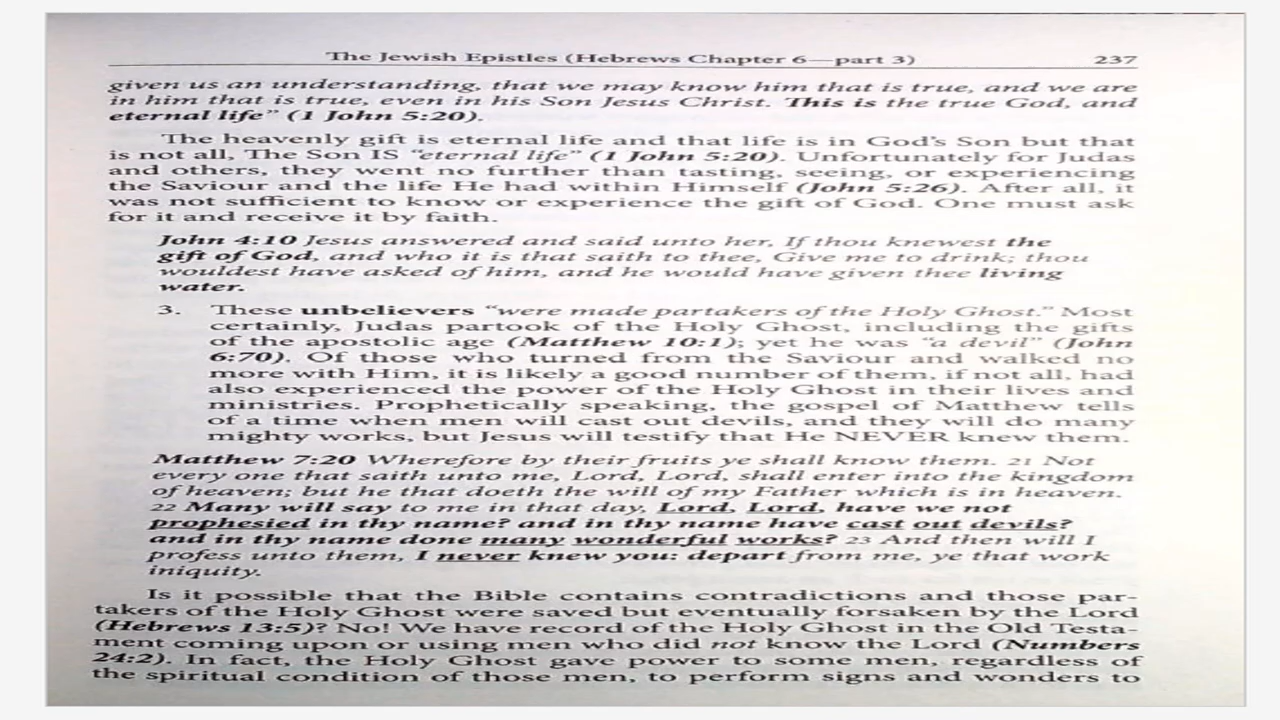 The Jewish Epistles (Hebrews Chapter 6—part 3) 237
given us an understanding, that we may know him that is true, and we are
in him that is true, even in his Son Jesus Christ. This is the true God, and
eternal life” (1 John 5:20).
The heavenly gift is eternal life and that life is in God’s Son but that
is not all, The Son IS “eternal life” (1 John 5:20). Unfortunately for Judas
and others, they went no further than tasting, seeing, or experiencing
the Saviour and the life He had within Himself (John 5:26). After all, it
was not sufficient to know or experience the gift of God. One must ask
for it and receive it by faith.
John 4:10 Jesus answered and said unto her, If thou knewest the
gift of God, and who it is that saith to thee, Give me to drink; thou
wouldest have asked of him, and he would have given thee living
water.
3. These unbelievers “were made partakers of the Holy Ghost.” Most
certainly, Judas partook of the Holy Ghost, including the gifts
of the apostolic age (Matthew 10:1); yet he was “a devil” (John
6:70). Of those who turned from the Saviour and walked no
more with Him, it is likely a good number of them, if not all, had
also experienced the power of the Holy Ghost in their lives and
ministries. Prophetically speaking, the gospel of Matthew tells
of a time when men will cast out devils, and they will do many
mighty works, but Jesus will testify that He NEVER knew them.
Matthew 7:20 Wherefore by their fruits ye shall know them. 21 Not
every one that saith unto me, Lord, Lord, shall enter into the kingdom
of heaven; but he that doeth the will of my Father which is in heaven.
22 Many will say to me in that day, Lord, Lord, have we not
prophesied in thy name? and in thy name have cast out devils?
and in thy name done many wonderful works? 23 And then will I
profess unto them, I never knew you: depart from me, ye that work
iniquity.
Is it possible that the Bible contains contradictions and those par-
takers of the Holy Ghost were saved but eventually forsaken by the Lord
(Hebrews 13:5)? No! We have record of the Holy Ghost in the Old Testa-
ment coming upon or using men who did not know the Lord (Numbers
24:2). In fact, the Holy Ghost gave power to some men, regardless of
the spiritual condition of those men, to perform signs and wonders to